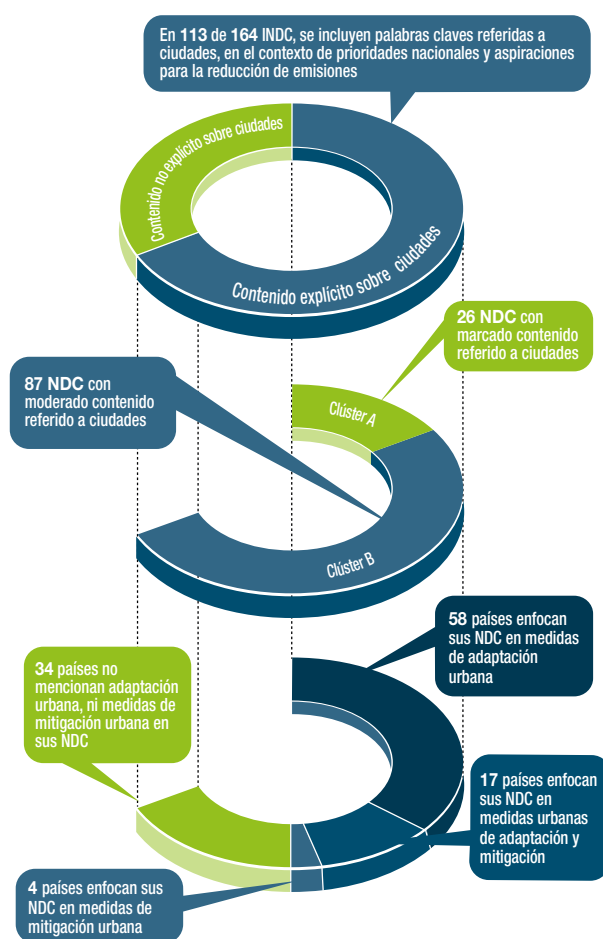 En 113 de 164 INDC, se incluyen palabras claves referidas a
ciudades, en el contexto de prioridades nacionales y aspiraciones
para la reducción de emisiones
Contenido no explícito sobre ciudades
Contenido explícito sobre ciudades
26 NDC con
marcado contenido
referido a ciudades
87 NDC con
moderado contenido
referido a ciudades
Clúster A
Clúster B
58 países enfocan
sus NDC en medidas
de adaptación
urbana
34 países no
mencionan adaptación
urbana, ni medidas de
mitigación urbana en
sus NDC
17 países enfocan
sus NDC en
medidas urbanas
de adaptación y
mitigación
4 países enfocan sus
NDC en medidas de
mitigación urbana